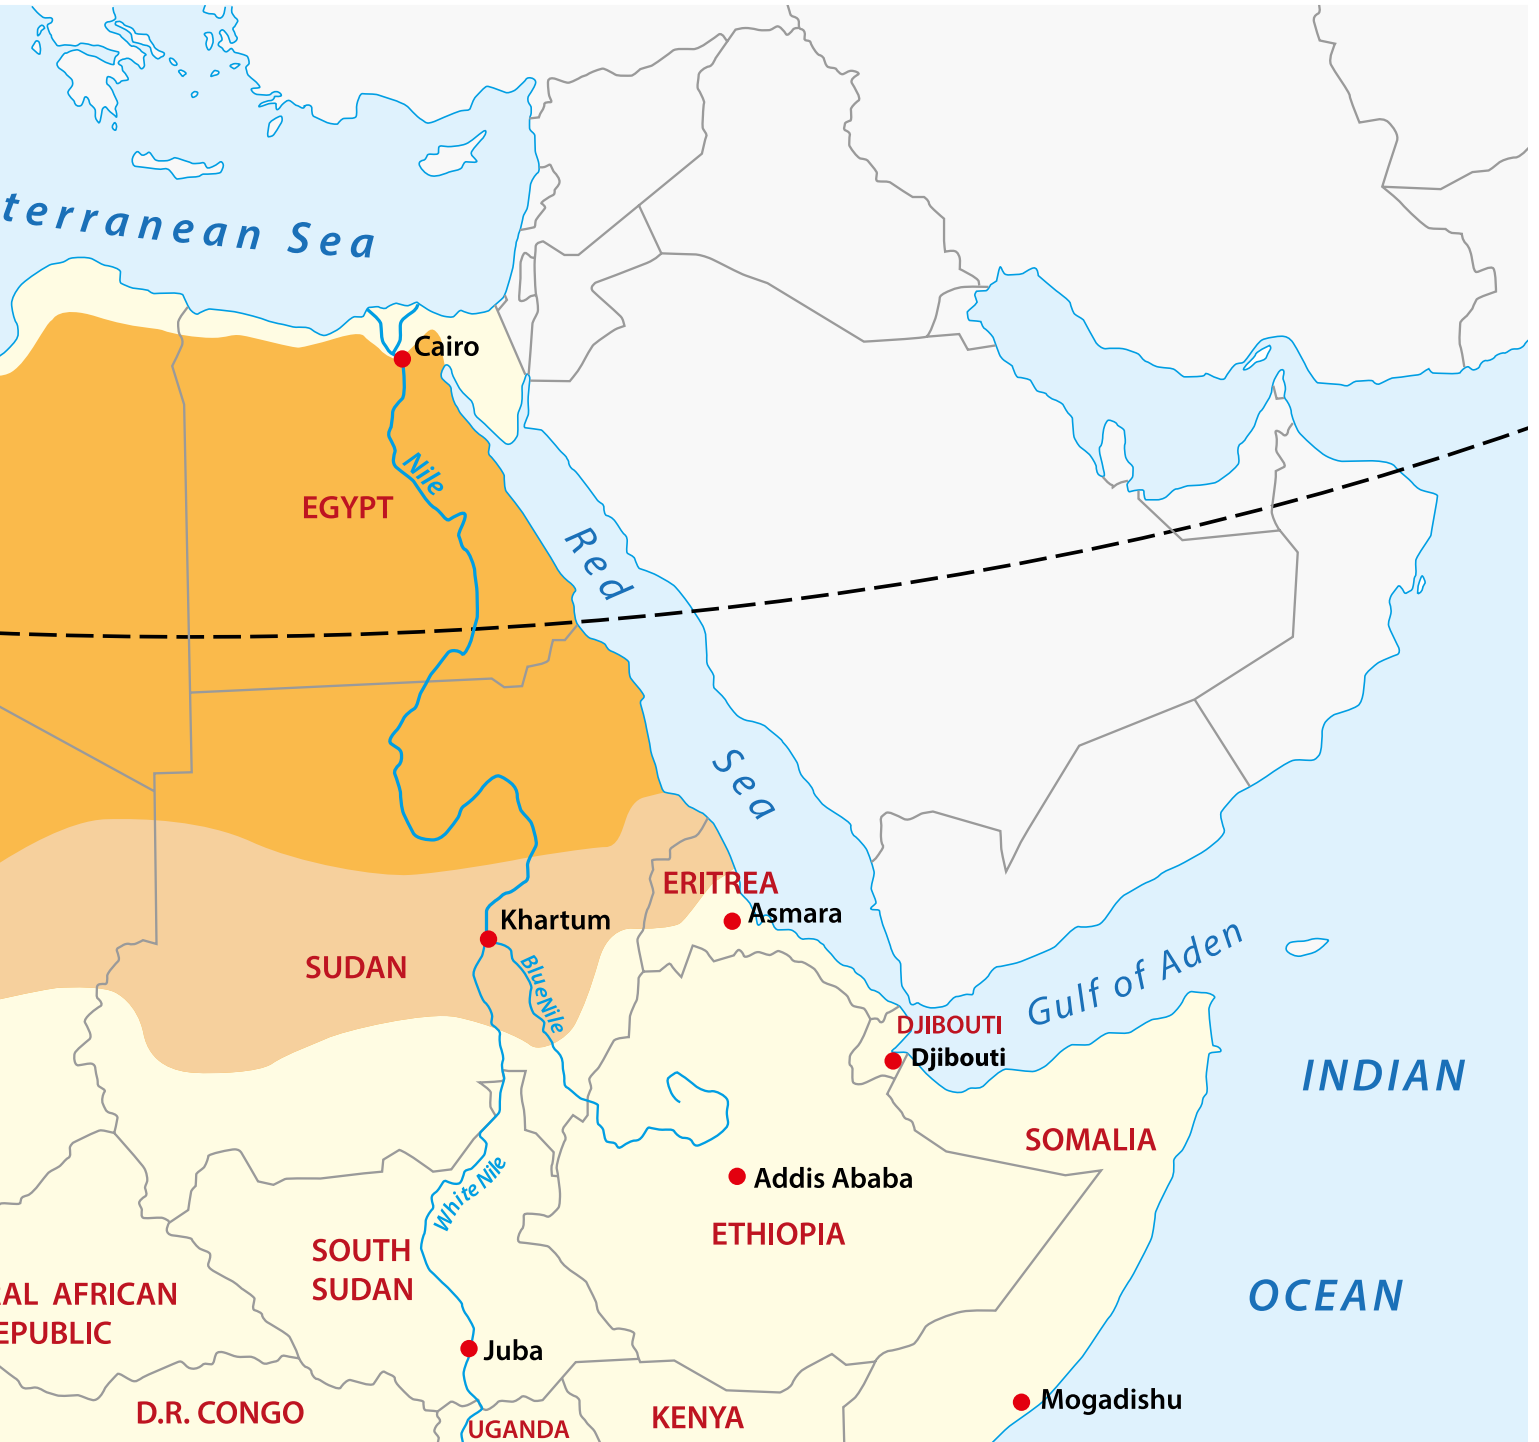 terranean Sea
Cairo
Nile
EGYPT
Red
Sea
ERITREA
Asmara
Khartum
SUDAN
Blue Nile
Gulf of Aden
DJIBOUTI
Djibouti
INDIAN
SOMALIA
Addis Ababa
White Nile
ETHIOPIA
SOUTH
SUDAN
RAL AFRICAN
EPUBLIC
OCEAN
Juba
Mogadishu
D.R. CONGO
KENYA
UGANDA